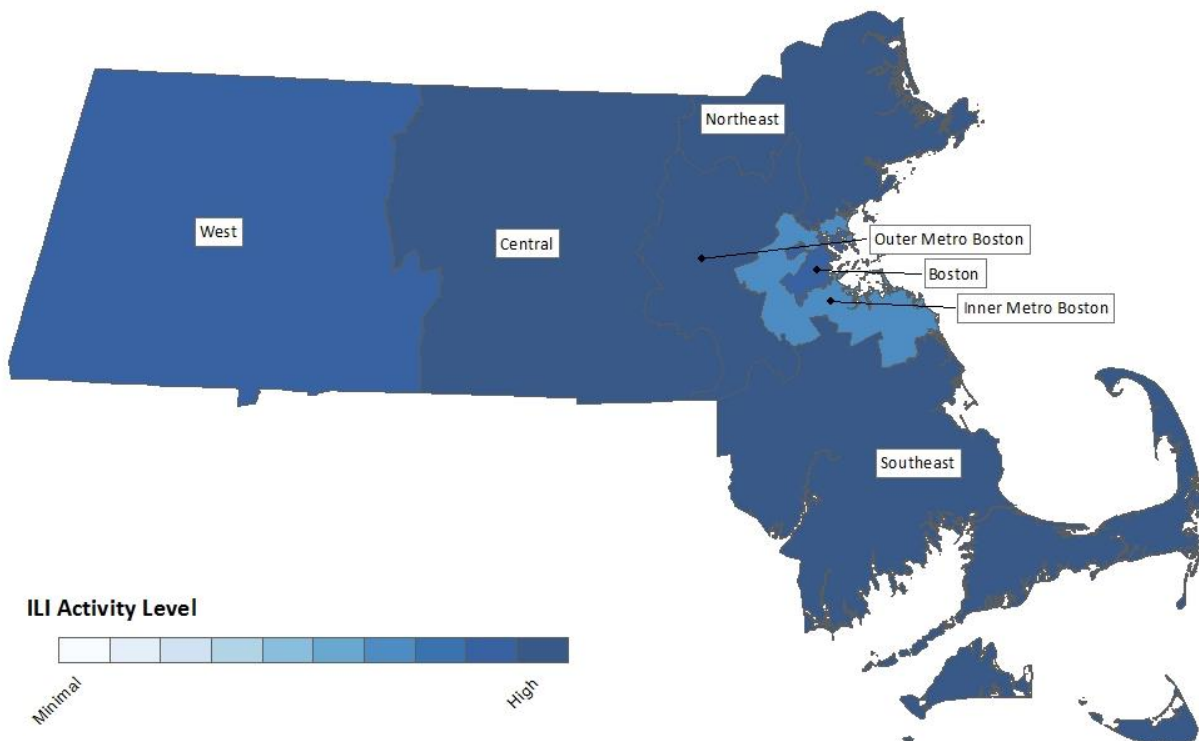 Northeast
West
Central
Outer Metro Boston
Boston
Inner Metro Boston
Southeast
ILI Activity Level
Minimal
High